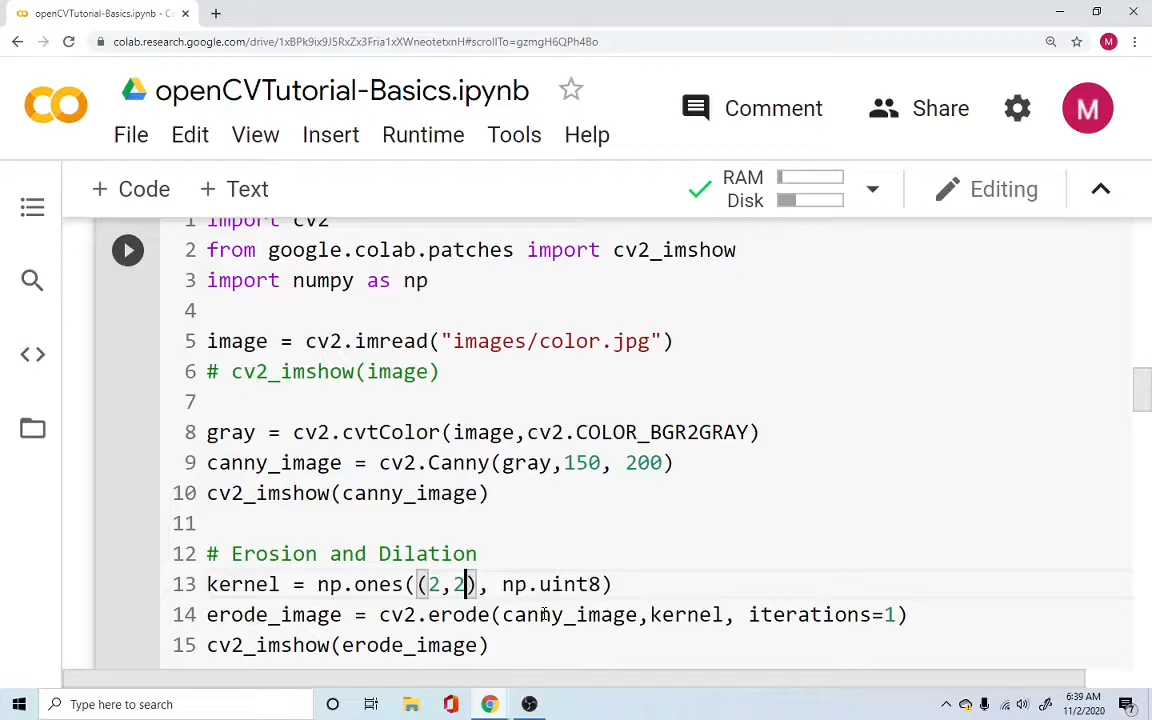 openCVTutorial-Basics.ipynb - C
colab.research.google.com/drive/1xBPk9ix9J5RxZx3Fria1xXWneotetxnH#scrollTo=gzmgH6QPh4Bo
M
openCVTutorial-Basics.ipynb
Comment
Share
M
File Edit View Insert Runtime Tools Help
+ Code + Text
RAM
Disk
Editing
1 import cv2
2 from google.colab.patches import cv2_imshow
3 import numpy as np
4
5 image = cv2.imread("images/color.jpg")
6 # cv2_imshow(image)
7
8 gray = cv2.cvtColor(image,cv2.COLOR_BGR2GRAY)
9 canny_image = cv2.Canny(gray,150, 200)
10 cv2_imshow(canny_image)
11
12 # Erosion and Dilation
13 kernel = np.ones((2,2), np.uint8)
14 erode_image = cv2.erode(canny_image,kernel, iterations=1)
15 cv2_imshow(erode_image)
Type here to search
6:39 AM
11/2/2020
7